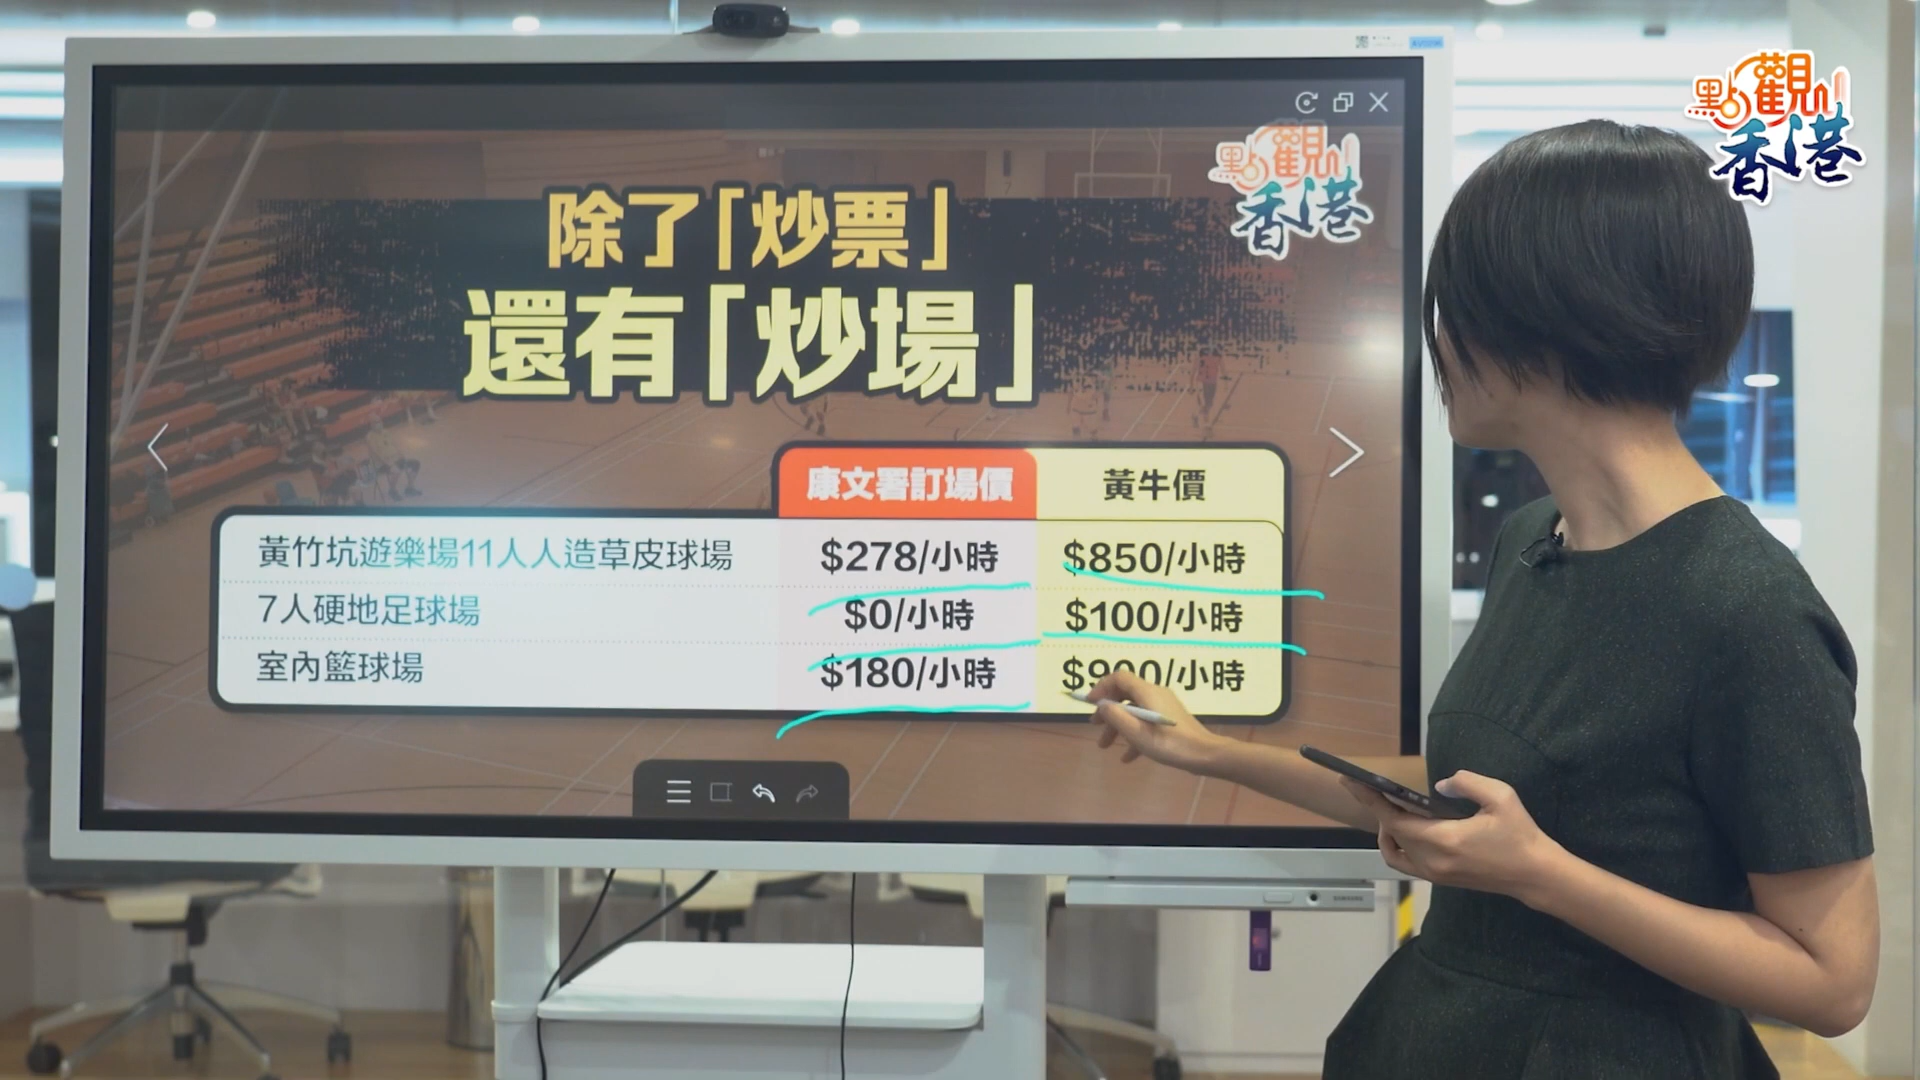 點觀香港
點觀香港
除了「炒票」
還有「炒場」
康文署訂場價 黃牛價
黃竹坑遊樂場11人人造草皮球場 $278/小時 $850/小時
7人硬地足球場 $0/小時 $100/小時
室內籃球場 $180/小時 $900/小時
SAMSUNG